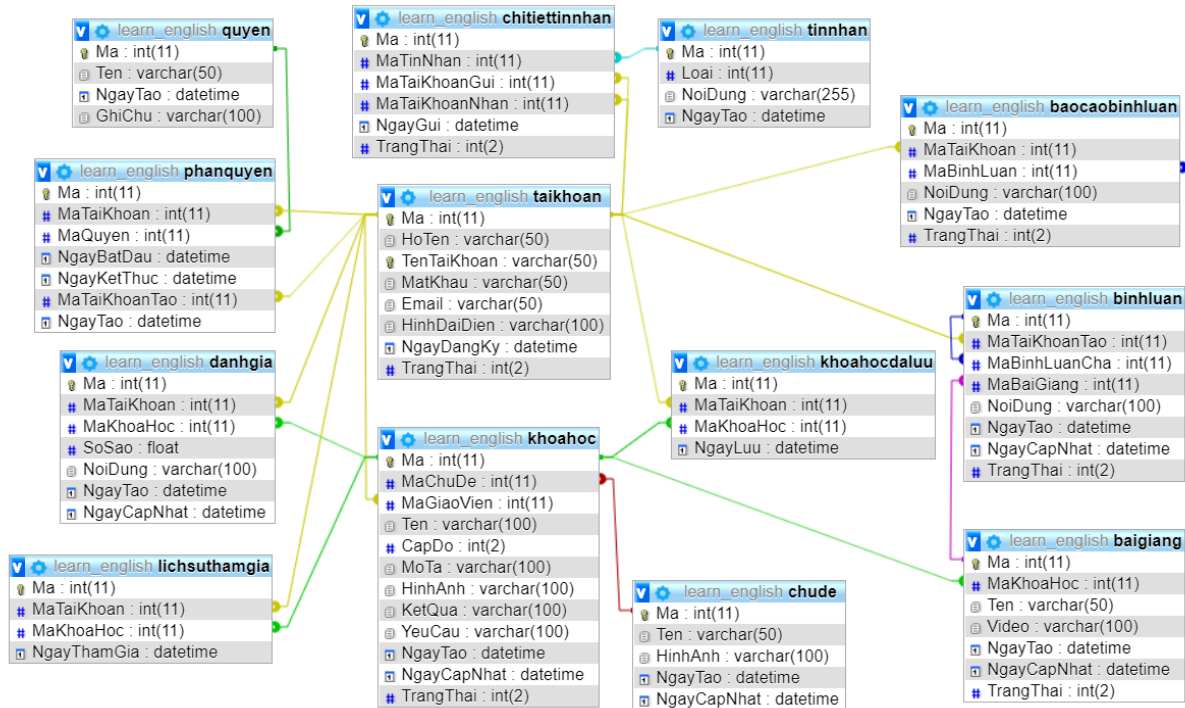 learn_english quyen
Ma : int(11)
Ten : varchar(50)
NgayTao : datetime
GhiChu : varchar(100)
learn_english chitiettinnhan
Ma : int(11)
MaTinNhan : int(11)
MaTaiKhoanGui : int(11)
MaTaiKhoanNhan : int(11)
NgayGui : datetime
TrangThai : int(2)
learn_english tinnhan
Ma : int(11)
Loai : int(11)
NoiDung : varchar(255)
NgayTao : datetime
learn_english baocaobinhluan
Ma : int(11)
MaTaiKhoan : int(11)
MaBinhLuan : int(11)
NoiDung : varchar(100)
NgayTao : datetime
TrangThai : int(2)
learn_english phanquyen
Ma : int(11)
MaTaiKhoan : int(11)
MaQuyen : int(11)
NgayBatDau : datetime
NgayKetThuc : datetime
MaTaiKhoanTao : int(11)
NgayTao : datetime
learn_english taikhoan
Ma : int(11)
HoTen : varchar(50)
TenTaiKhoan : varchar(50)
MatKhau : varchar(50)
Email : varchar(50)
HinhDaiDien : varchar(100)
NgayDangKy : datetime
TrangThai : int(2)
learn_english binhluan
Ma : int(11)
MaTaiKhoanTao : int(11)
MaBinhLuanCha : int(11)
MaBaiGiang : int(11)
NoiDung : varchar(100)
NgayTao : datetime
NgayCapNhat : datetime
TrangThai : int(2)
learn_english danhgia
Ma : int(11)
MaTaiKhoan : int(11)
MaKhoaHoc : int(11)
SoSao : float
NoiDung : varchar(100)
NgayTao : datetime
NgayCapNhat : datetime
learn_english khoahocdaluu
Ma : int(11)
MaTaiKhoan : int(11)
MaKhoaHoc : int(11)
NgayLuu : datetime
learn_english khoahoc
Ma : int(11)
MaChuDe : int(11)
MaGiaoVien : int(11)
Ten : varchar(100)
CapDo : int(2)
MoTa : varchar(100)
HinhAnh : varchar(100)
KetQua : varchar(100)
YeuCau : varchar(100)
NgayTao : datetime
NgayCapNhat : datetime
TrangThai : int(2)
learn_english lichsuthamgia
Ma : int(11)
MaTaiKhoan : int(11)
MaKhoaHoc : int(11)
NgayThamGia : datetime
learn_english chude
Ma : int(11)
Ten : varchar(50)
HinhAnh : varchar(100)
NgayTao : datetime
NgayCapNhat : datetime
learn_english baigiang
Ma : int(11)
MaKhoaHoc : int(11)
Ten : varchar(50)
Video : varchar(100)
NgayTao : datetime
NgayCapNhat : datetime
TrangThai : int(2)